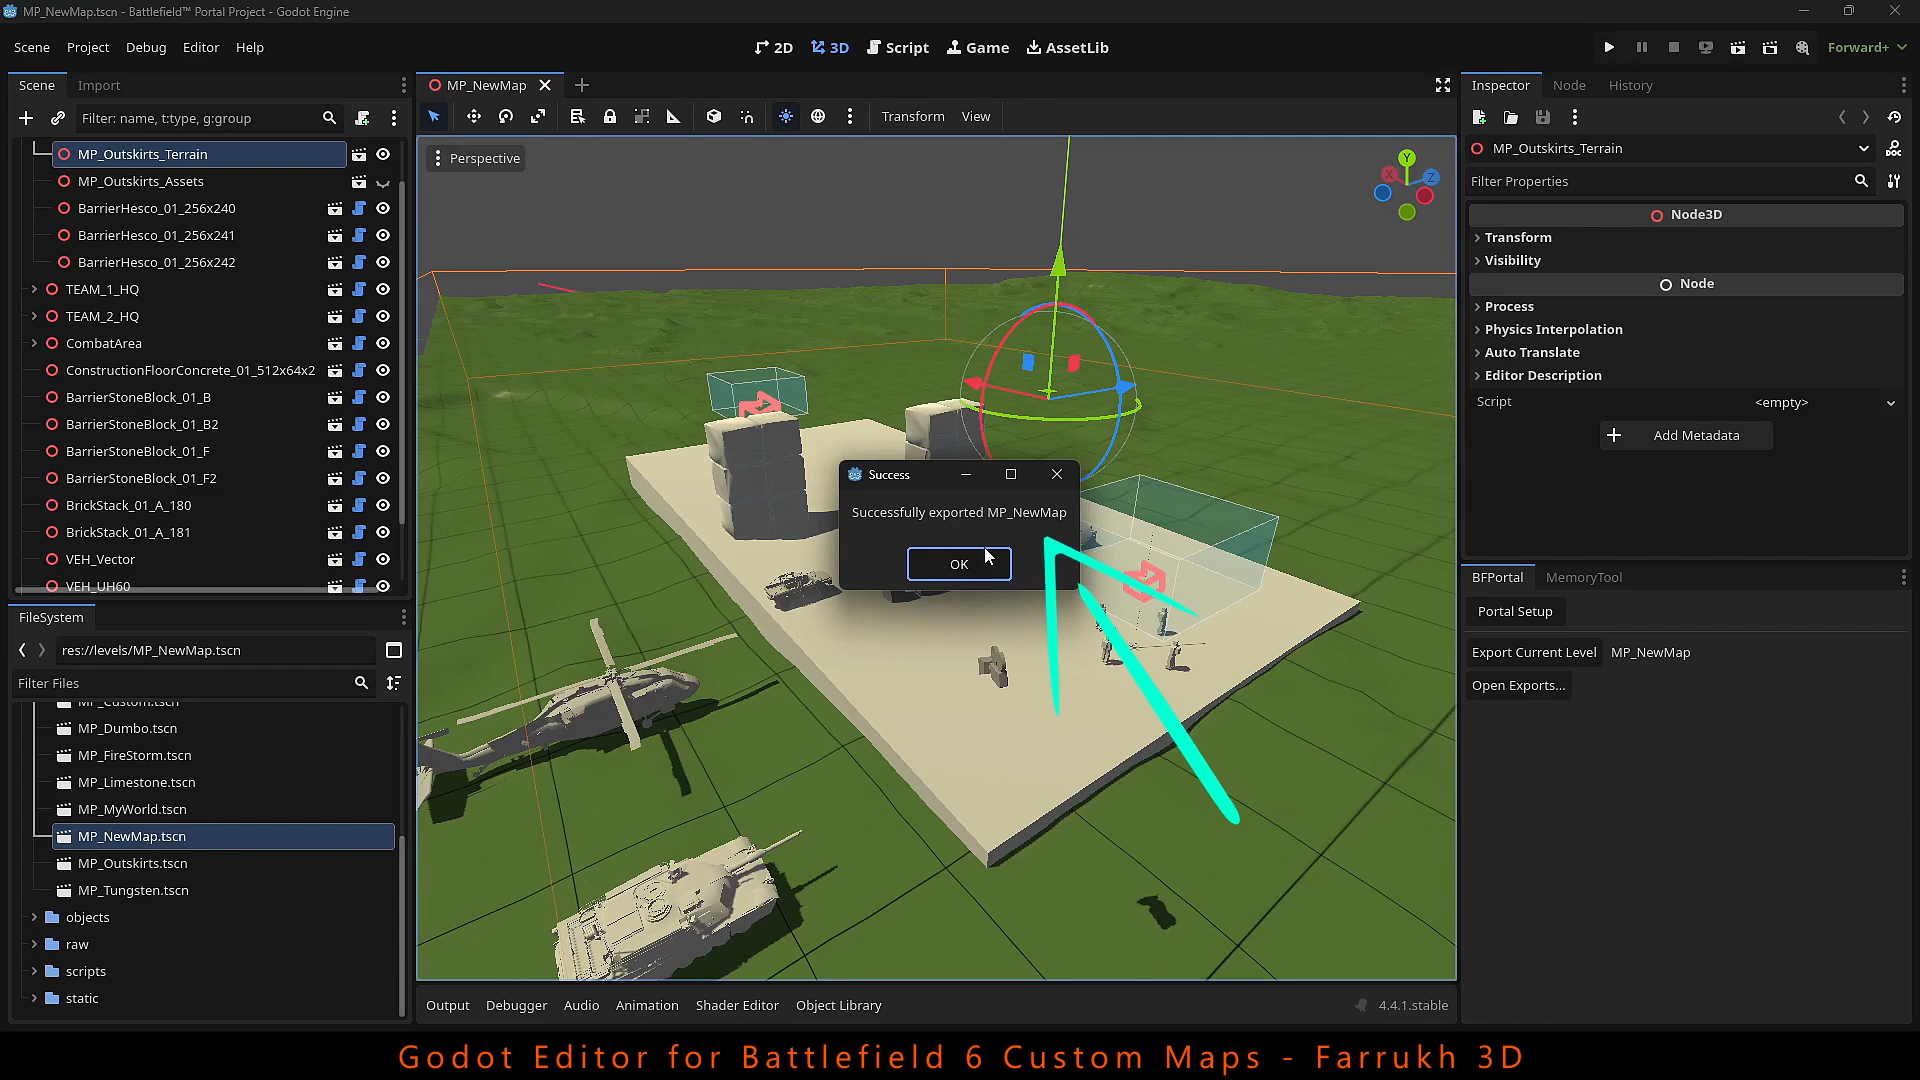 MP_NewMap.tscn - Battlefield™ Portal Project - Godot Engine
Scene Project Debug Editor Help
2D 3D Script Game AssetLib
Forward+
Scene Import
Filter: name, t:type, g:group
MP_Outskirts_Terrain
MP_Outskirts_Assets
BarrierHesco_01_256x240
BarrierHesco_01_256x241
BarrierHesco_01_256x242
TEAM_1_HQ
TEAM_2_HQ
CombatArea
ConstructionFloorConcrete_01_512x64x2
BarrierStoneBlock_01_B
BarrierStoneBlock_01_B2
BarrierStoneBlock_01_F
BarrierStoneBlock_01_F2
BrickStack_01_A_180
BrickStack_01_A_181
VEH_Vector
VEH_UH60
FileSystem
res://levels/MP_NewMap.tscn
Filter Files
MP_Custom.tscn
MP_Dumbo.tscn
MP_FireStorm.tscn
MP_Limestone.tscn
MP_MyWorld.tscn
MP_NewMap.tscn
MP_Outskirts.tscn
MP_Tungsten.tscn
objects
raw
scripts
static
MP_NewMap
Transform View
Perspective
Y
X
Z
Success
Successfully exported MP_NewMap
OK
Output Debugger Audio Animation Shader Editor Object Library
4.4.1.stable
Inspector Node History
MP_Outskirts_Terrain
DOC
Filter Properties
Node3D
Transform
Visibility
Node
Process
Physics Interpolation
Auto Translate
Editor Description
Script <empty>
Add Metadata
BFPortal MemoryTool
Portal Setup
Export Current Level MP_NewMap
Open Exports...
Godot Editor for Battlefield 6 Custom Maps - Farrukh 3D